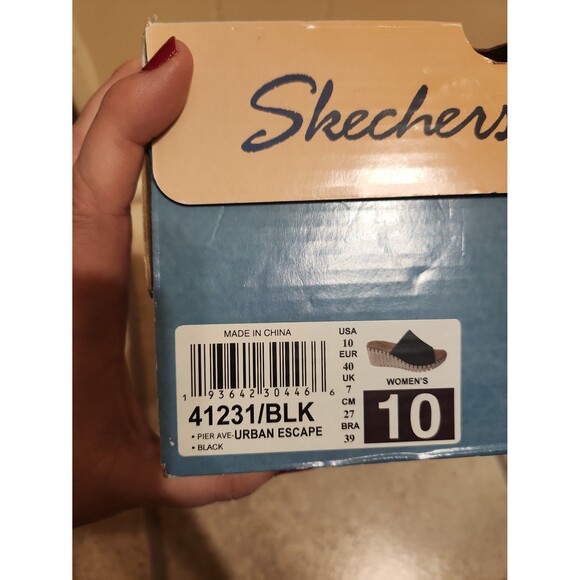 Skechers
MADE IN CHINA
1 93642 30446 6
41231/BLK
• PIER AVE-URBAN ESCAPE
• BLACK
USA
10
EUR
40
UK
7
CM
27
BRA
39
WOMEN'S
10